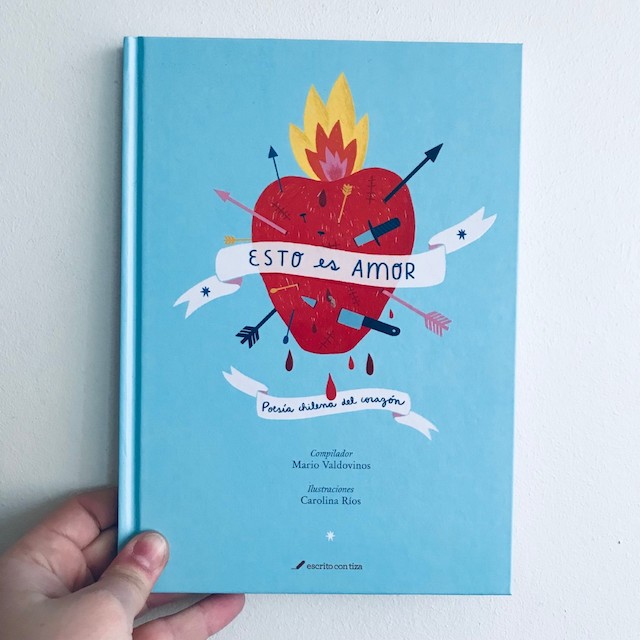 ESTO es AMOR
Poesía chilena del corazón
Compilador
Mario Valdovinos
Ilustraciones
Carolina Ríos
escrito con tiza